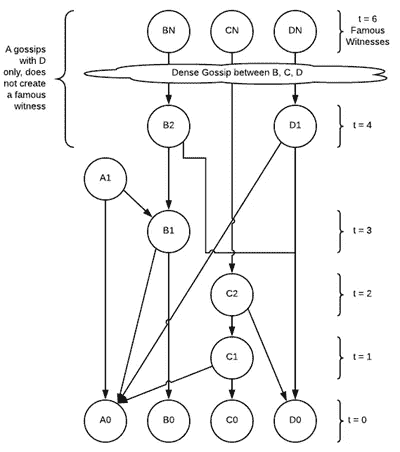 A gossips
with D
only, does
not create
a famous
witness
BN
CN
DN
t = 6
Famous
Witnesses
Dense Gossip between B, C, D
B2
D1
t = 4
A1
B1
t = 3
C2
t = 2
C1
t = 1
A0
B0
C0
D0
t = 0